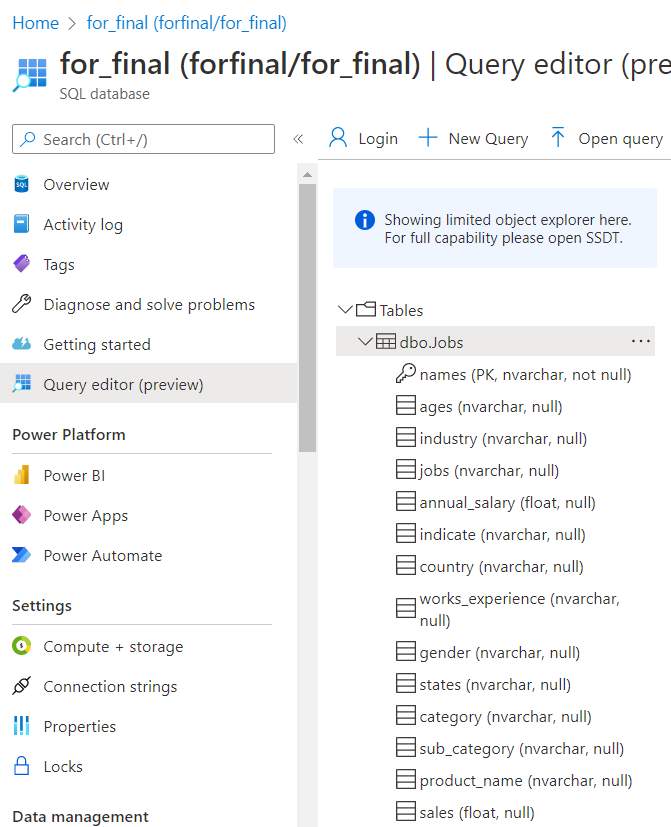 Home > for_final (forfinal/for_final)
for_final (forfinal/for_final) | Query editor (pre
SQL database
Search (Ctrl+/)
«
Login
New Query
Open query
SQL
Overview
Activity log
Tags
Diagnose and solve problems
Getting started
Query editor (preview)
Power Platform
Power BI
Power Apps
Power Automate
Settings
Compute + storage
Connection strings
Properties
Locks
Data management
Showing limited object explorer here.
For full capability please open SSDT.
Tables
dbo.Jobs
...
names (PK, nvarchar, not null)
ages (nvarchar, null)
industry (nvarchar, null)
jobs (nvarchar, null)
annual_salary (float, null)
indicate (nvarchar, null)
country (nvarchar, null)
works_experience (nvarchar,
null)
gender (nvarchar, null)
states (nvarchar, null)
category (nvarchar, null)
sub_category (nvarchar, null)
product_name (nvarchar, null)
sales (float, null)